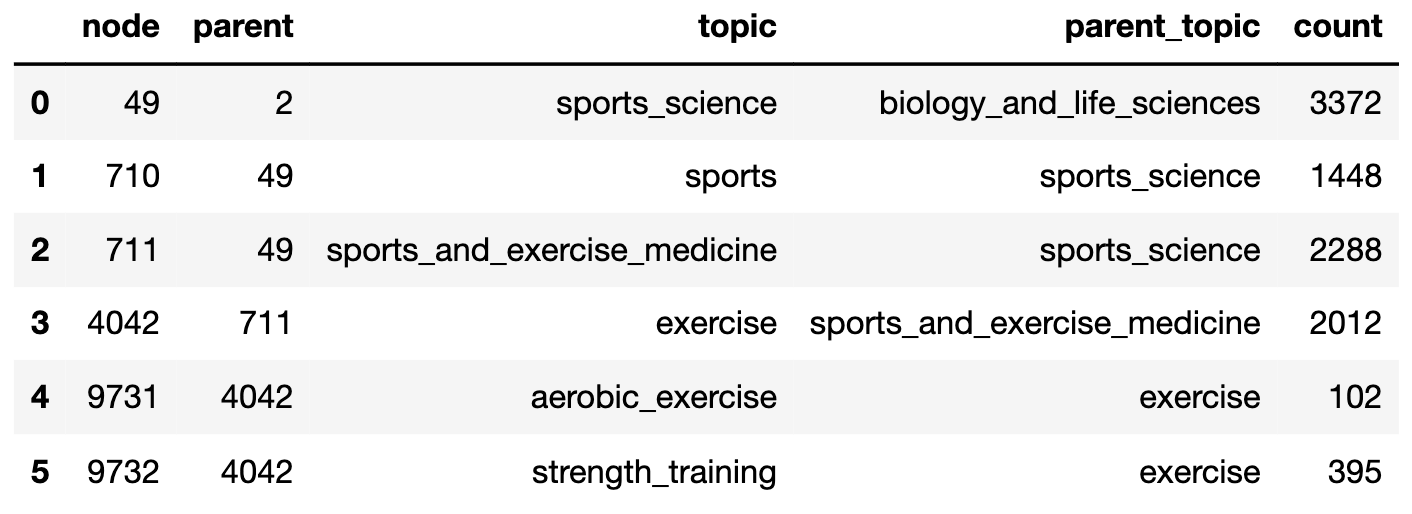 node parent topic parent_topic count
0 49 2 sports_science biology_and_life_sciences 3372
1 710 49 sports sports_science 1448
2 711 49 sports_and_exercise_medicine sports_science 2288
3 4042 711 exercise sports_and_exercise_medicine 2012
4 9731 4042 aerobic_exercise exercise 102
5 9732 4042 strength_training exercise 395